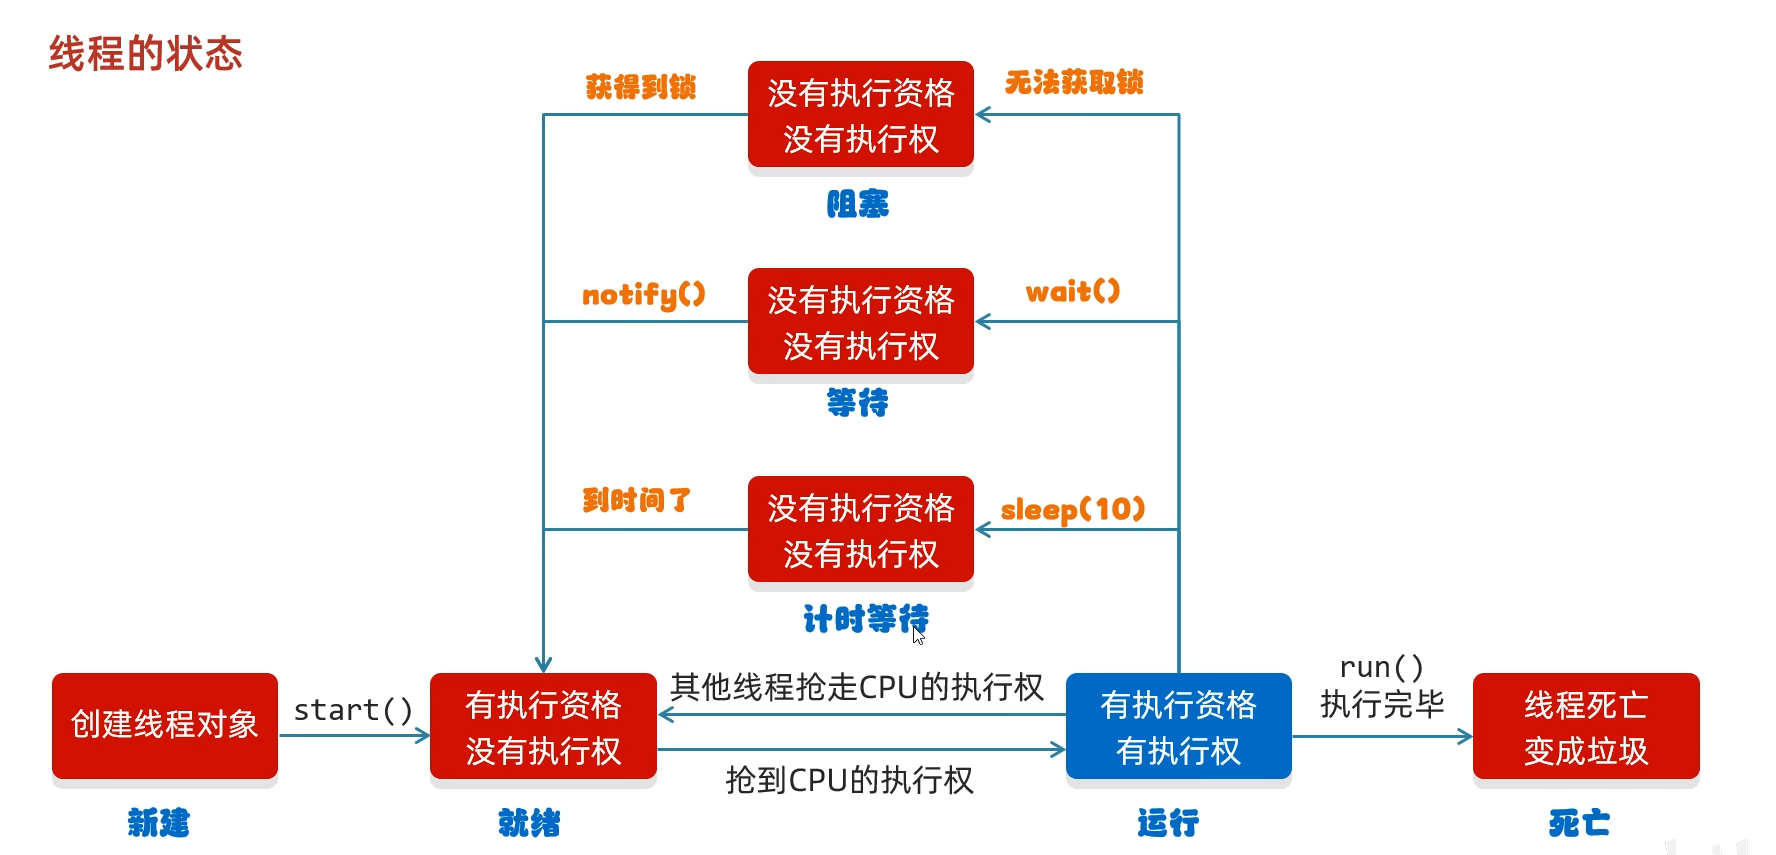 线程的状态
获得到锁
没有执行资格
没有执行权
无法获取锁
阻塞
notify()
没有执行资格
没有执行权
wait()
等待
到时间了
没有执行资格
没有执行权
sleep(10)
计时等待
创建线程对象
start()
有执行资格
没有执行权
其他线程抢走CPU的执行权
抢到CPU的执行权
有执行资格
有执行权
run()
执行完毕
线程死亡
变成垃圾
新建
就绪
运行
死亡